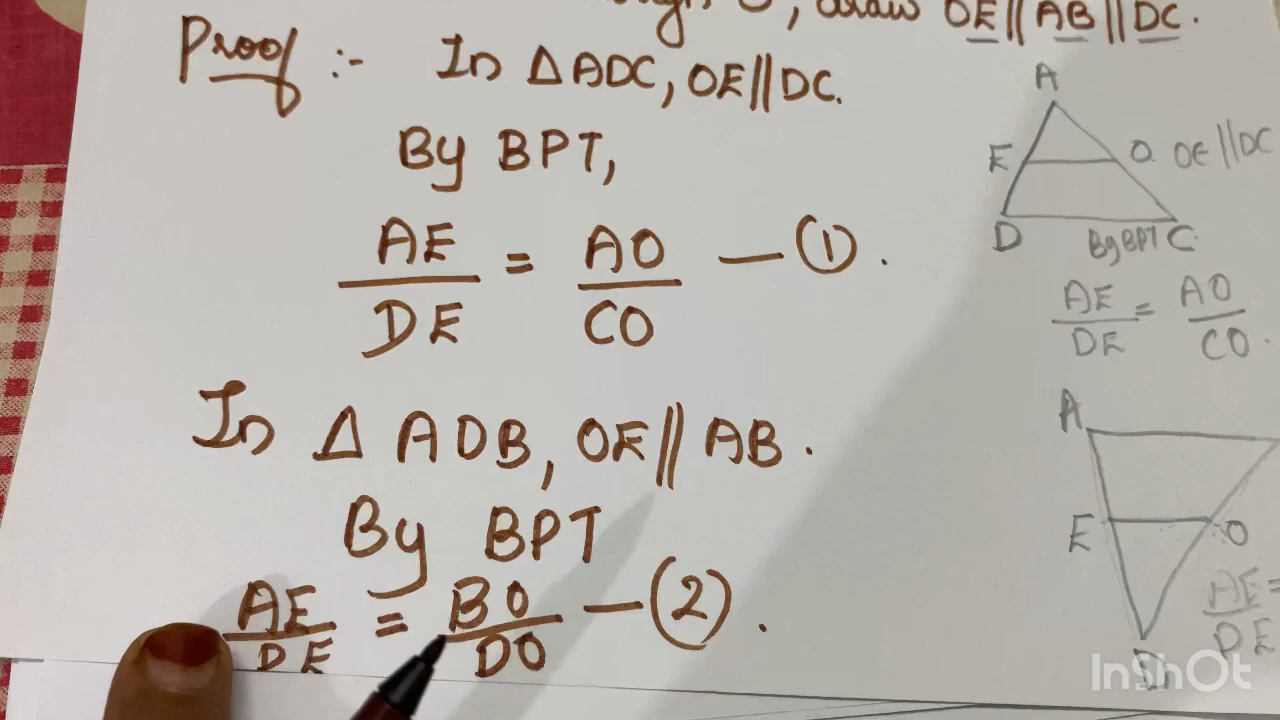 O, draw OE || AB || DC.
Proof :- In △ADC, OE || DC.
By BPT,
AE/DE = AO/CO — ①.
In △ ADB, OE || AB.
By BPT
AE/DE = BO/DO — ②.
A
E O. OE || DC
D By BPT C
AE/DE = AO/CO.
A
E O
AE/DE =
D
InShOt